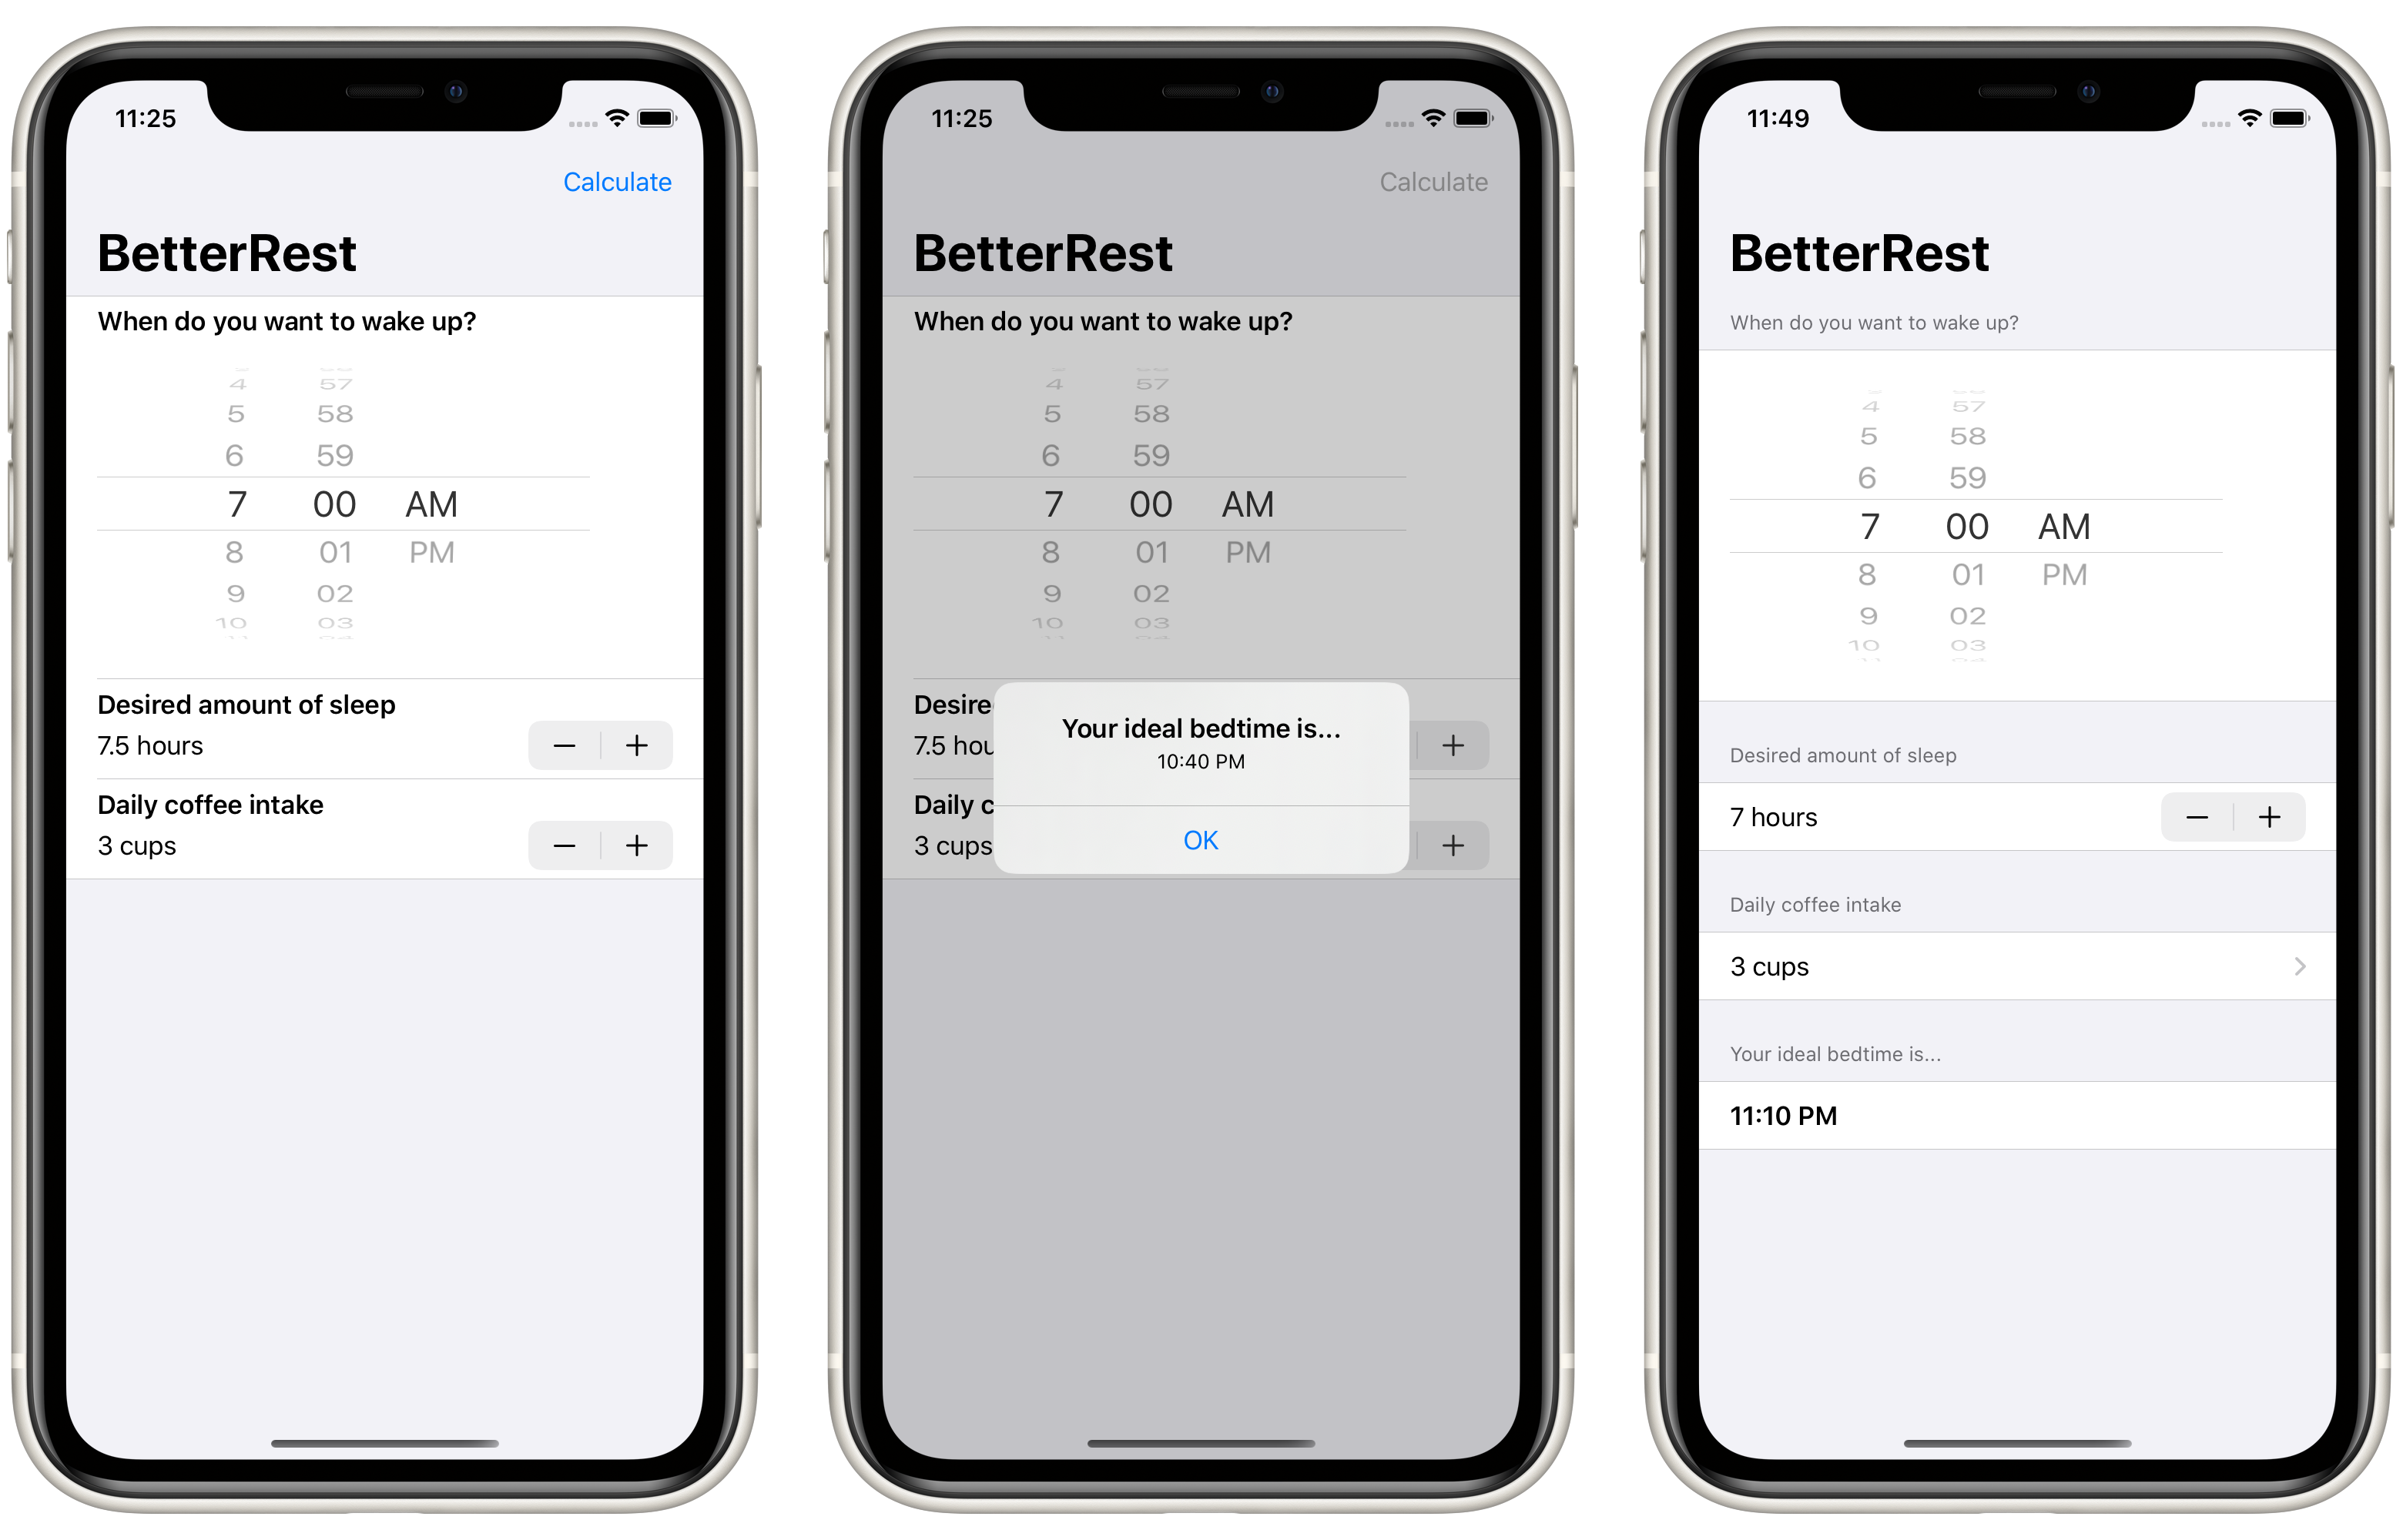 11:25
Calculate
BetterRest
When do you want to wake up?
4 57
5 58
6 59
7 00 AM
8 01 PM
9 02
10 03
Desired amount of sleep
7.5 hours
Daily coffee intake
3 cups
11:25
Calculate
BetterRest
When do you want to wake up?
4 57
5 58
6 59
7 00 AM
8 01 PM
9 02
10 03
Desire
7.5 hou
Daily c
3 cups
Your ideal bedtime is...
10:40 PM
OK
11:49
BetterRest
When do you want to wake up?
4 57
5 58
6 59
7 00 AM
8 01 PM
9 02
10 03
Desired amount of sleep
7 hours
Daily coffee intake
3 cups
Your ideal bedtime is...
11:10 PM